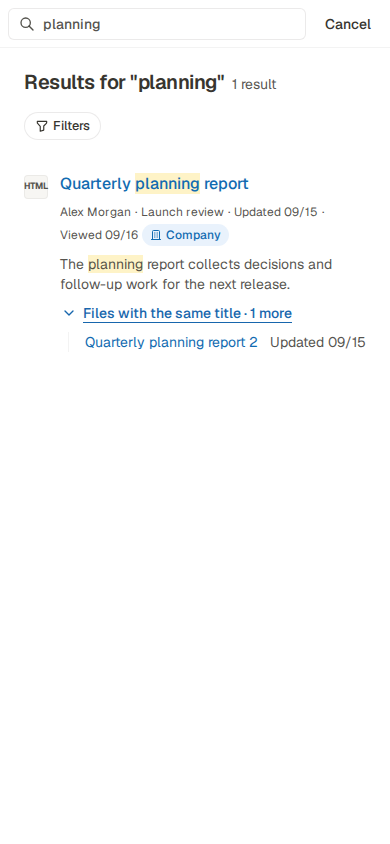 planning
Cancel
Results for "planning" 1 result
Filters
HTML
Quarterly planning report
Alex Morgan · Launch review · Updated 09/15 ·
Viewed 09/16 Company
The planning report collects decisions and
follow-up work for the next release.
Files with the same title · 1 more
Quarterly planning report 2 Updated 09/15